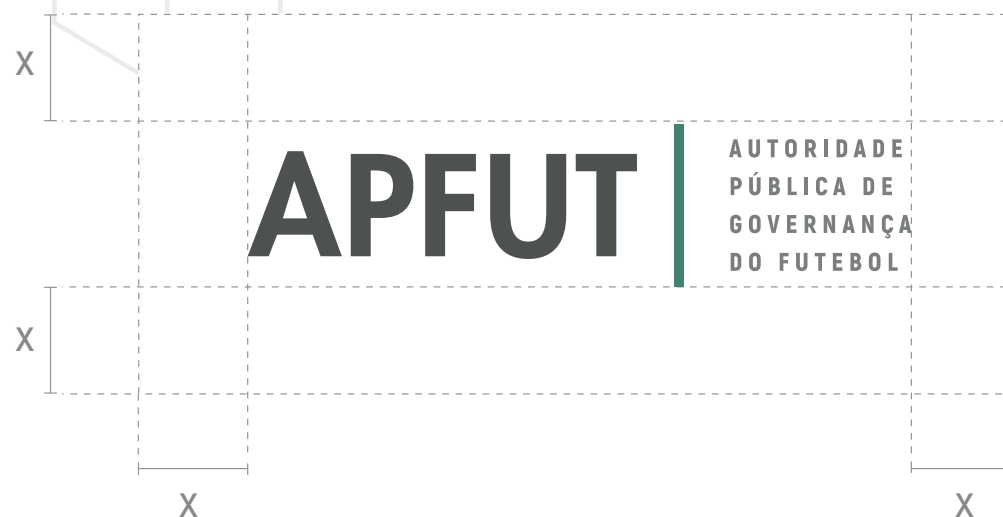 X
APFUT
AUTORIDADE
PÚBLICA DE
GOVERNANÇA
DO FUTEBOL
X
X
X